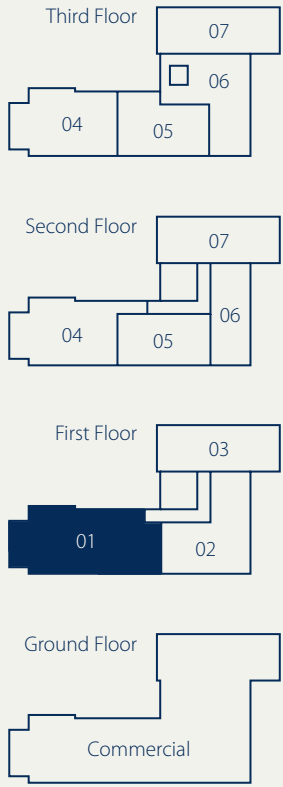 Third Floor
07
06
04
05
Second Floor
07
06
04
05
First Floor
03
01
02
Ground Floor
Commercial